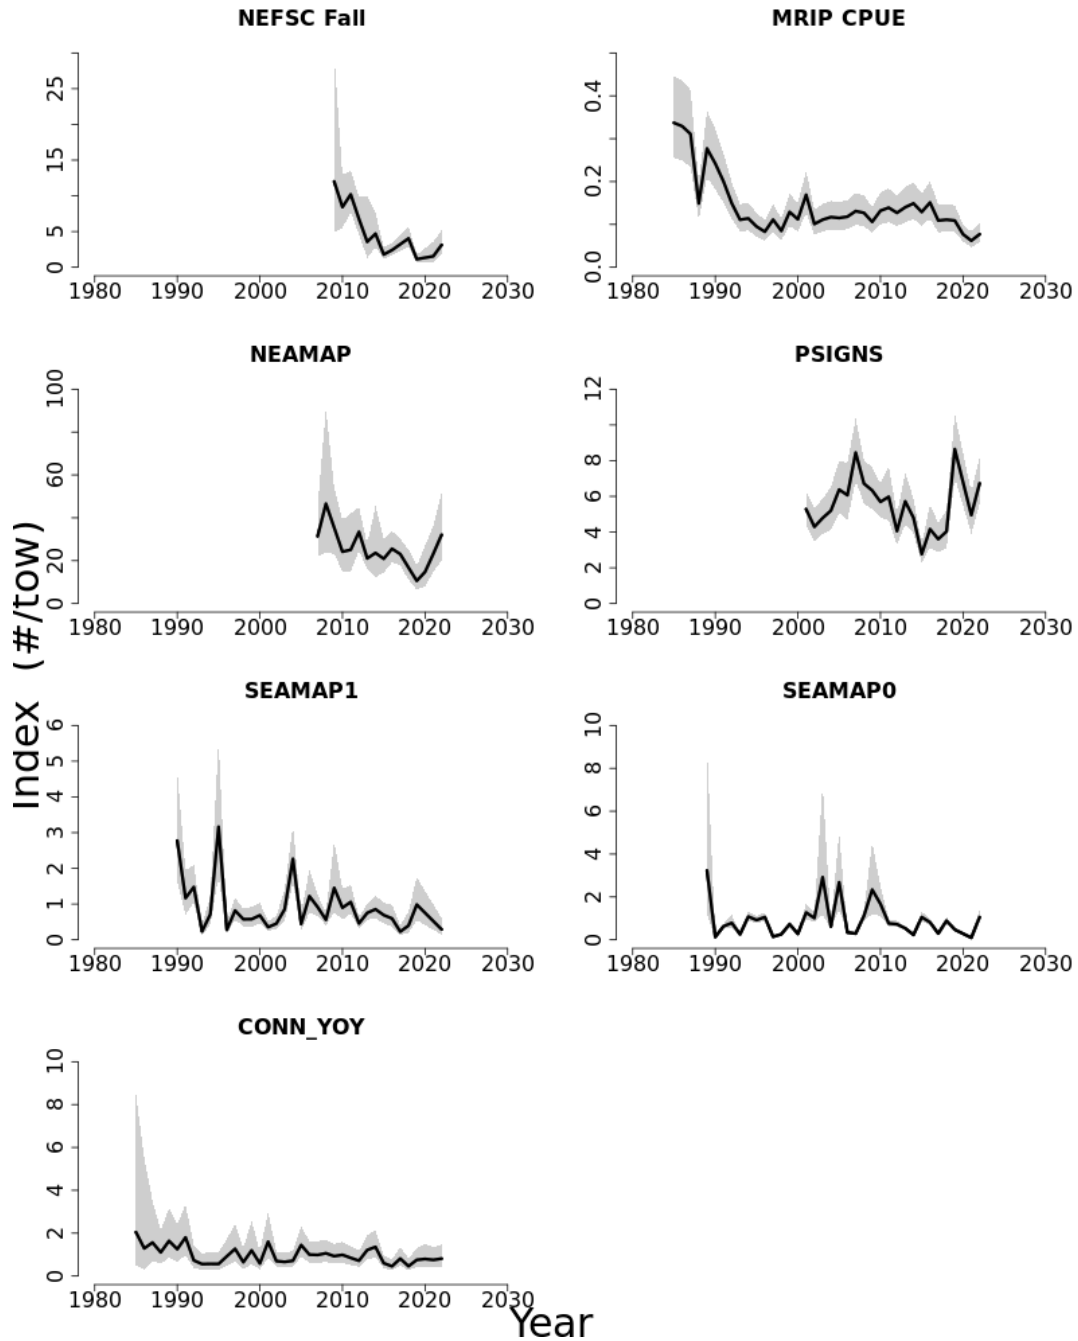 NEFSC Fall
0 5 15 25
1980 1990 2000 2010 2020 2030
MRIP CPUE
0.0 0.2 0.4
1980 1990 2000 2010 2020 2030
NEAMAP
0 20 60 100
1980 1990 2000 2010 2020 2030
PSIGNS
0 2 4 6 8 12
1980 1990 2000 2010 2020 2030
Index (#/tow)
SEAMAP1
0 1 2 3 4 5 6
1980 1990 2000 2010 2020 2030
SEAMAP0
0 2 4 6 8 10
1980 1990 2000 2010 2020 2030
CONN_YOY
0 2 4 6 8 10
1980 1990 2000 2010 2020 2030
Year